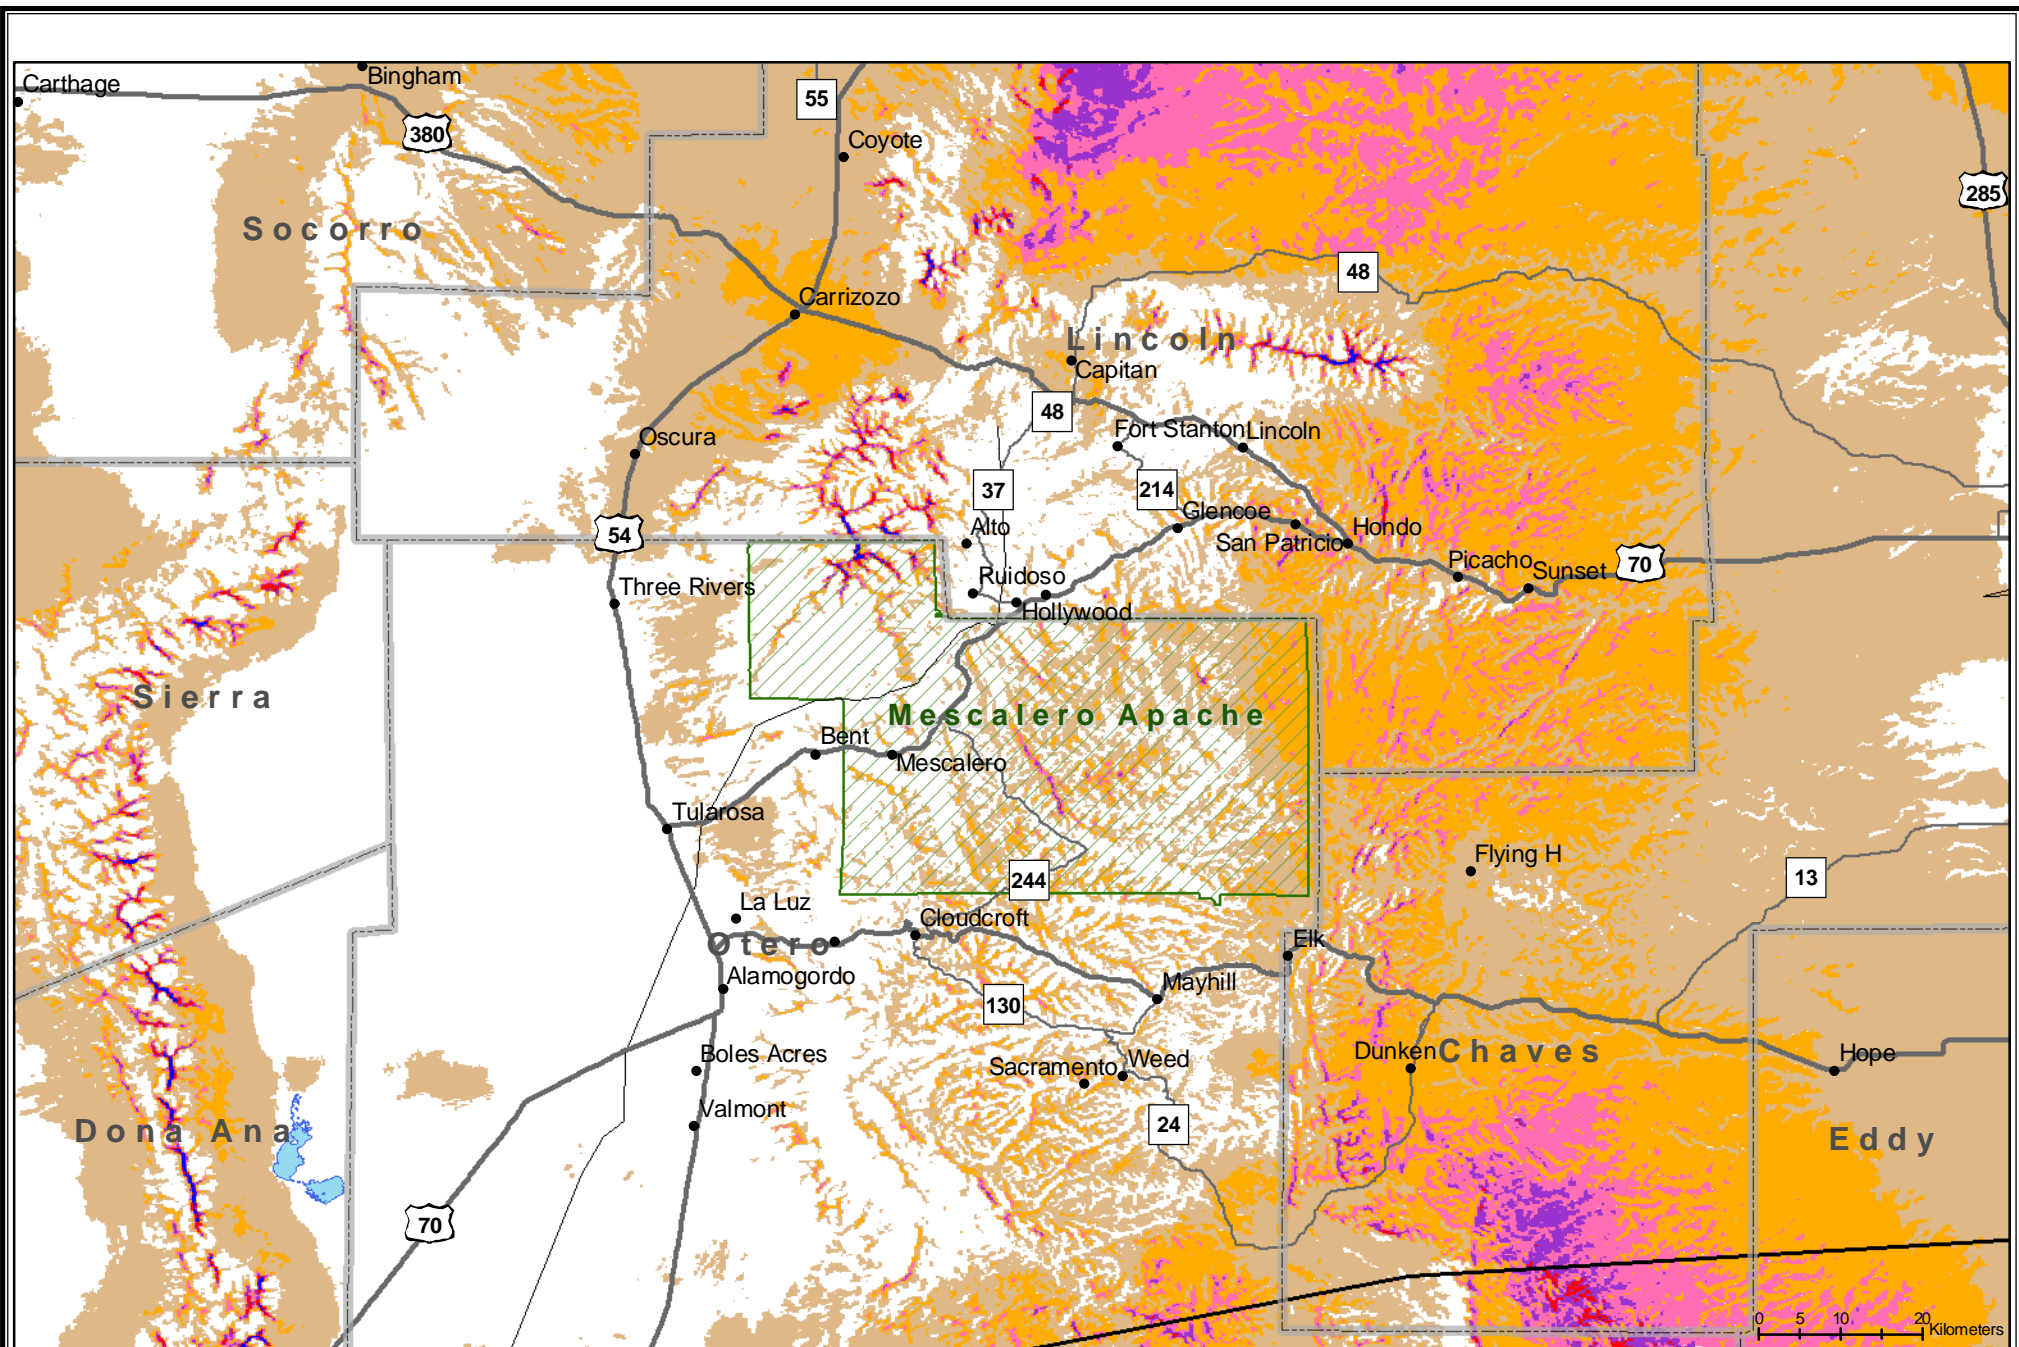 Carthage
Bingham
380
55
Coyote
285
Socorro
48
Carrizozo
Lincoln
Capitan
48
Oscura
Fort Stanton
Lincoln
37
214
Glencoe
Alto
54
San Patricio
Hondo
Picacho
Sunset
70
Three Rivers
Ruidoso
Hollywood
Sierra
Mescalero Apache
Bent
Mescalero
Tularosa
Flying H
244
13
La Luz
Cloudcroft
Otero
Elk
Alamogordo
Mayhill
130
Boles Acres
Sacramento
Weed
Dunken
Chaves
Hope
Valmont
24
Dona Ana
Eddy
70
0 5 10 20
Kilometers